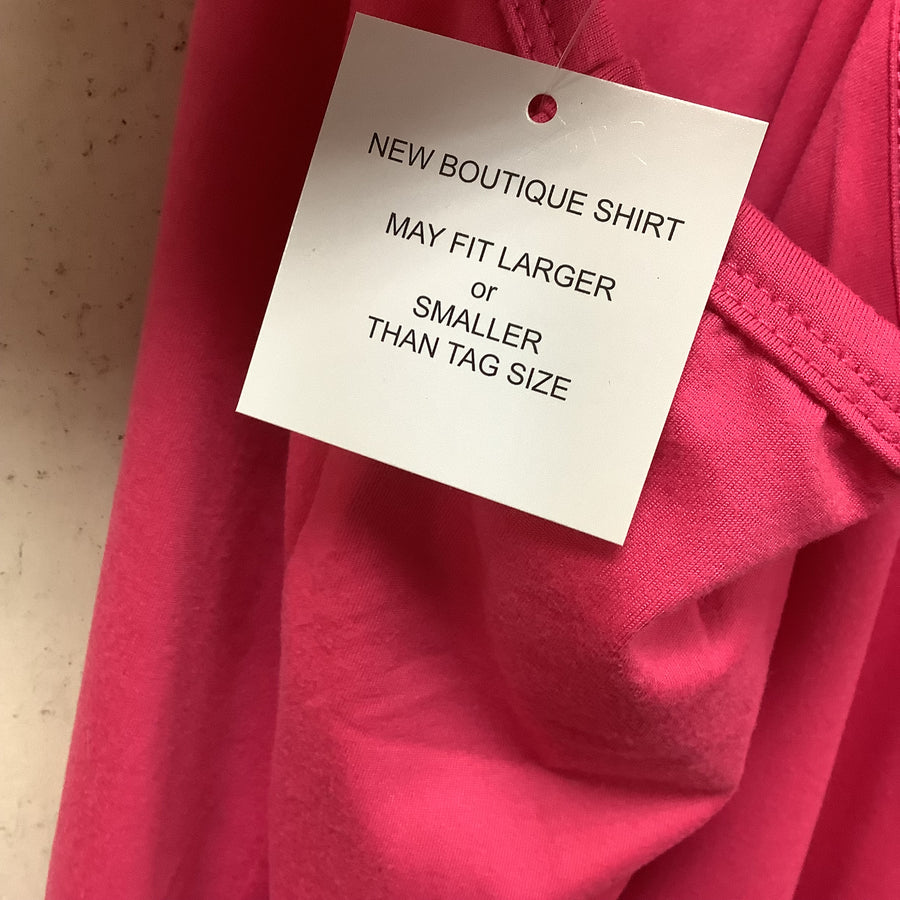 NEW BOUTIQUE SHIRT
MAY FIT LARGER
or
SMALLER
THAN TAG SIZE